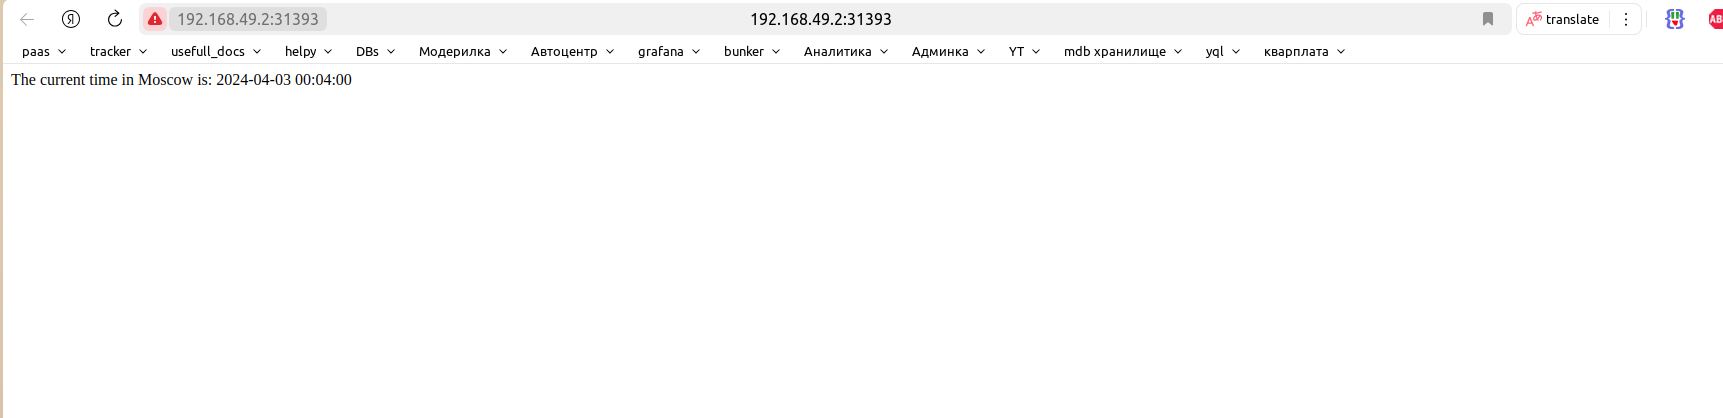 Я 192.168.49.2:31393 192.168.49.2:31393 translate
paas tracker usefull_docs helpy DBs Модерилка Автоцентр grafana bunker Аналитика Админка YT mdb хранилище yql кварплата
The current time in Moscow is: 2024-04-03 00:04:00